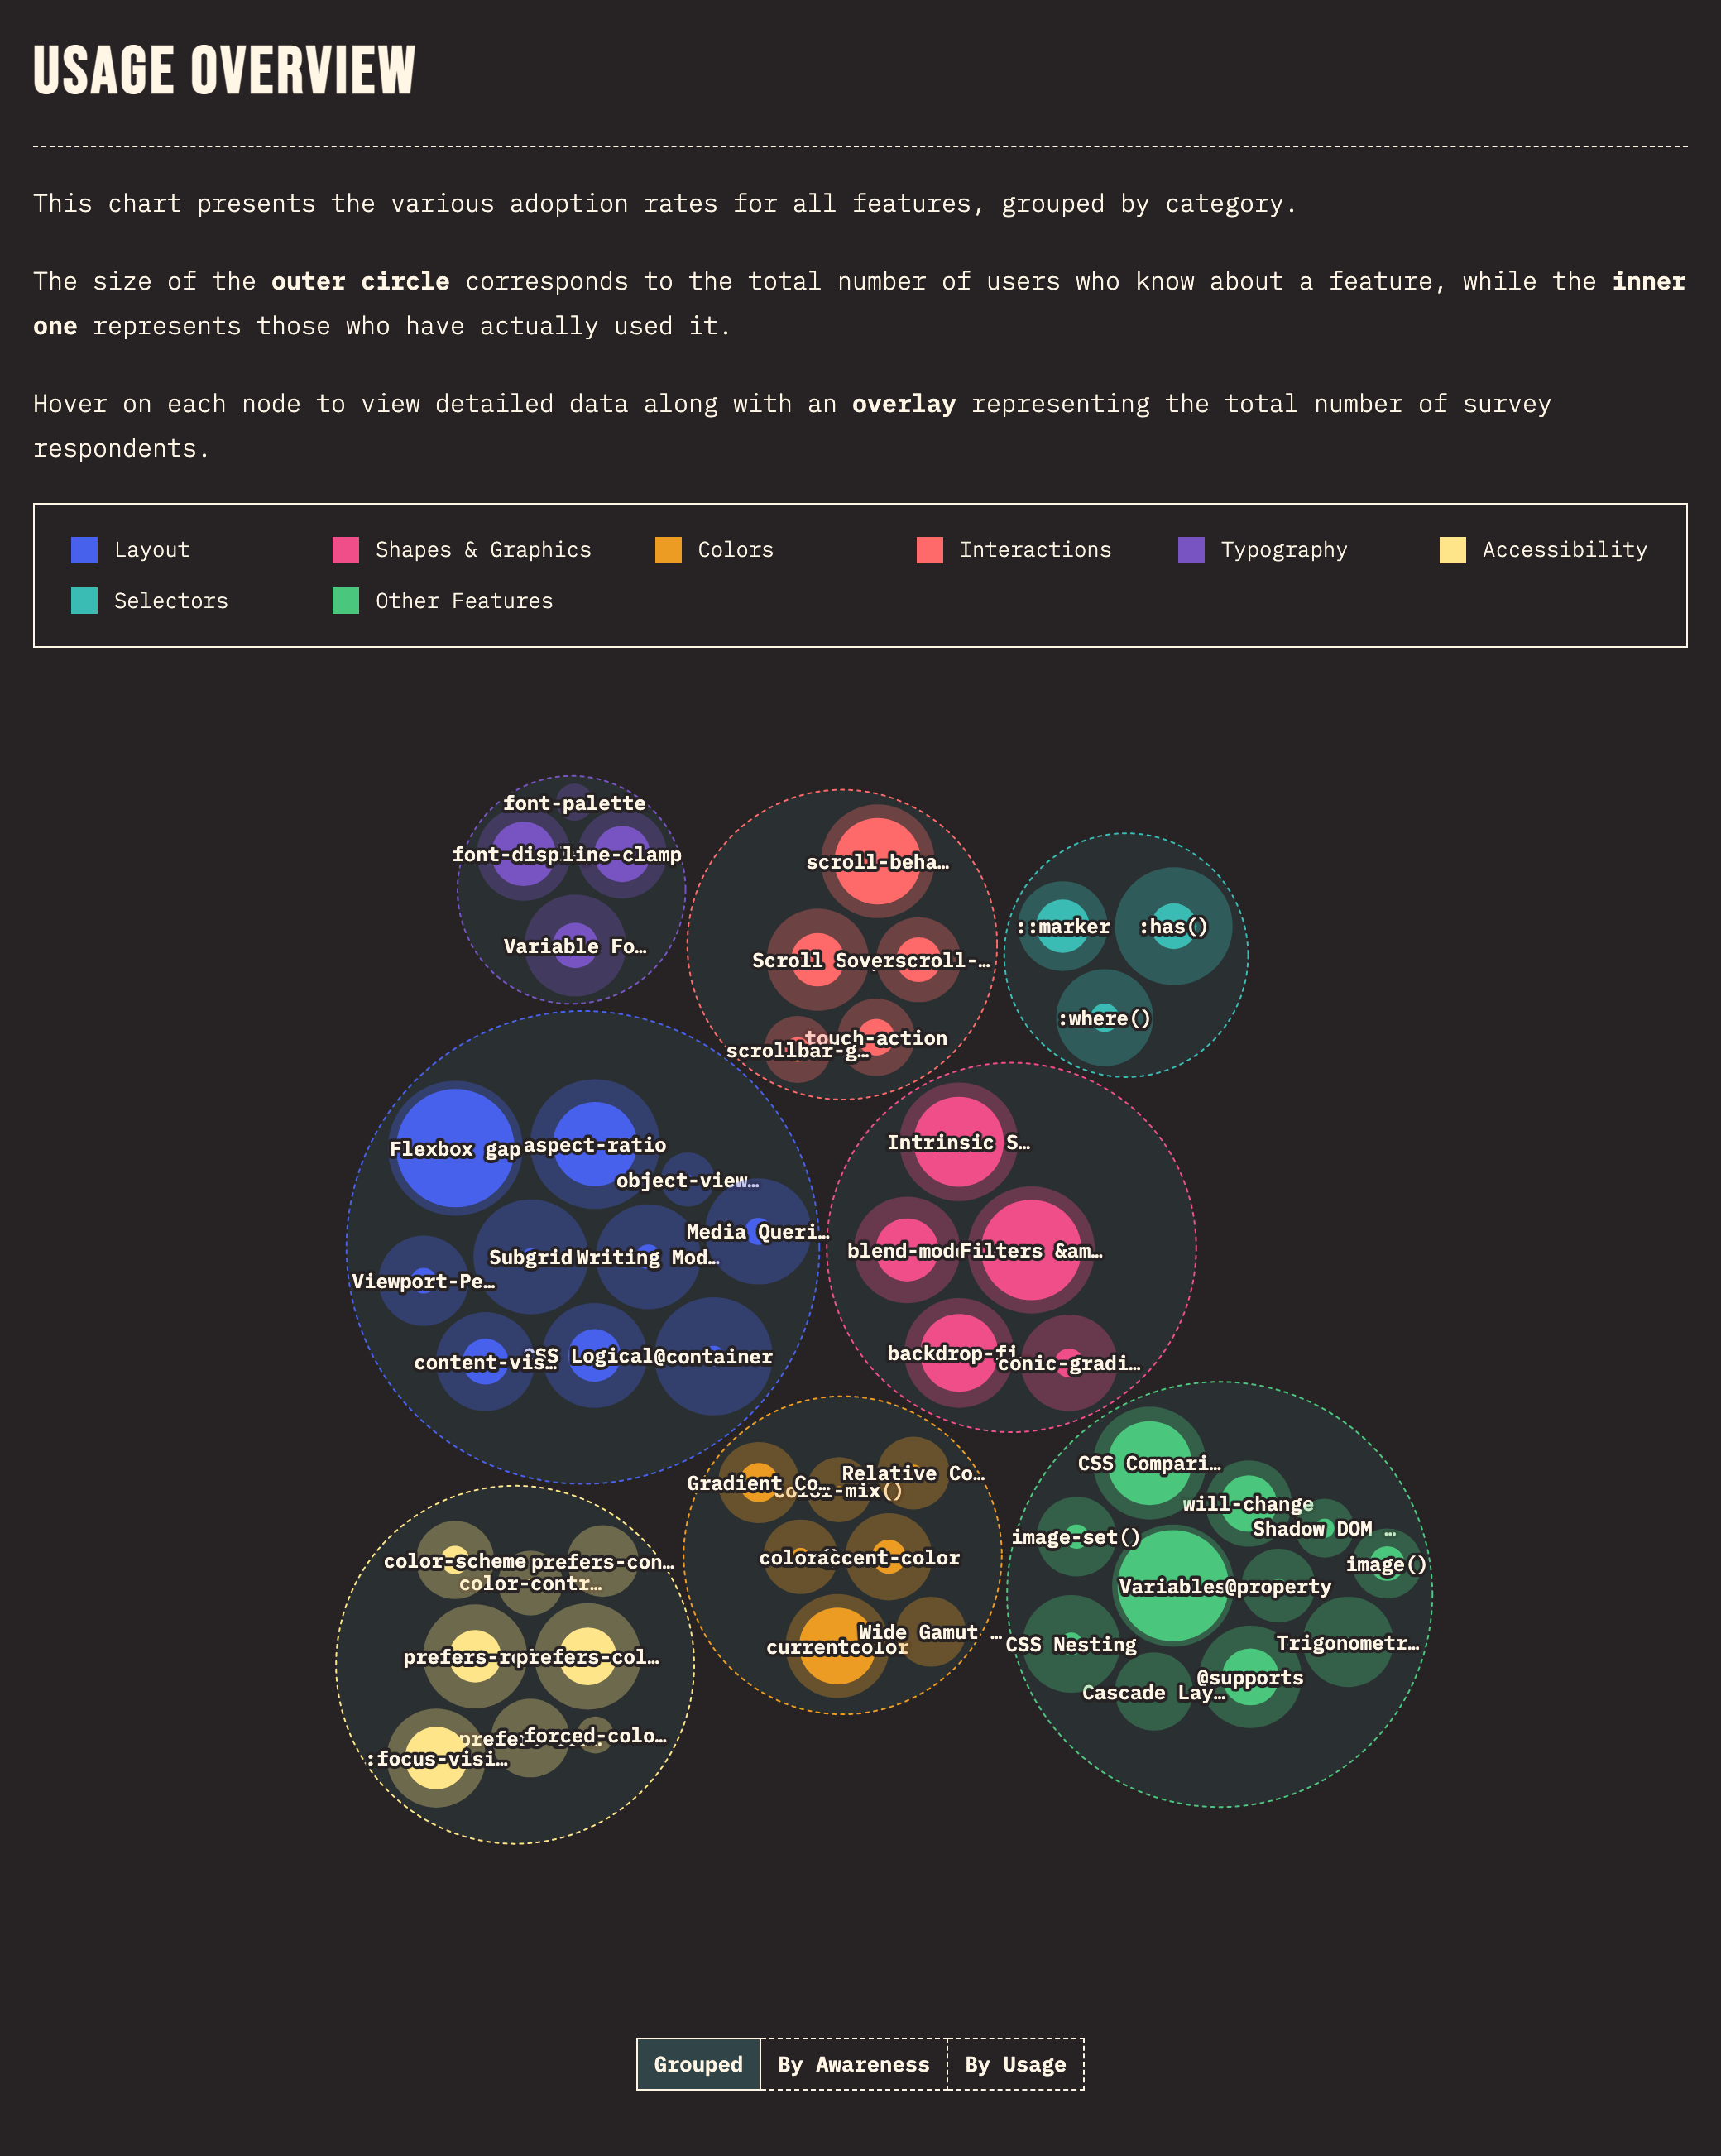 USAGE OVERVIEW
This chart presents the various adoption rates for all features, grouped by category.
The size of the outer circle corresponds to the total number of users who know about a feature, while the inner
one represents those who have actually used it.
Hover on each node to view detailed data along with an overlay representing the total number of survey
respondents.
Layout Shapes & Graphics Colors Interactions Typography Accessibility
Selectors Other Features
font-palette
font-displ line-clamp
Variable Fo…
scroll-beha…
Scroll S overscroll-…
touch-action
scrollbar-g…
::marker :has()
:where()
Flexbox gap aspect-ratio
object-view…
Media Queri…
Subgrid Writing Mod…
Viewport-Pe…
content-vis… CSS Logical @container
Intrinsic S…
blend-mode Filters &am…
backdrop-fi conic-gradi…
Gradient Co… color-mix() Relative Co…
color accent-color
Wide Gamut …
currentcolor
CSS Compari…
will-change
Shadow DOM …
image-set()
image()
Variables @property
CSS Nesting Trigonometr…
@supports
Cascade Lay…
color-scheme prefers-con…
color-contr…
prefers-re prefers-col…
prefer forced-colo…
:focus-visi…
Grouped By Awareness By Usage